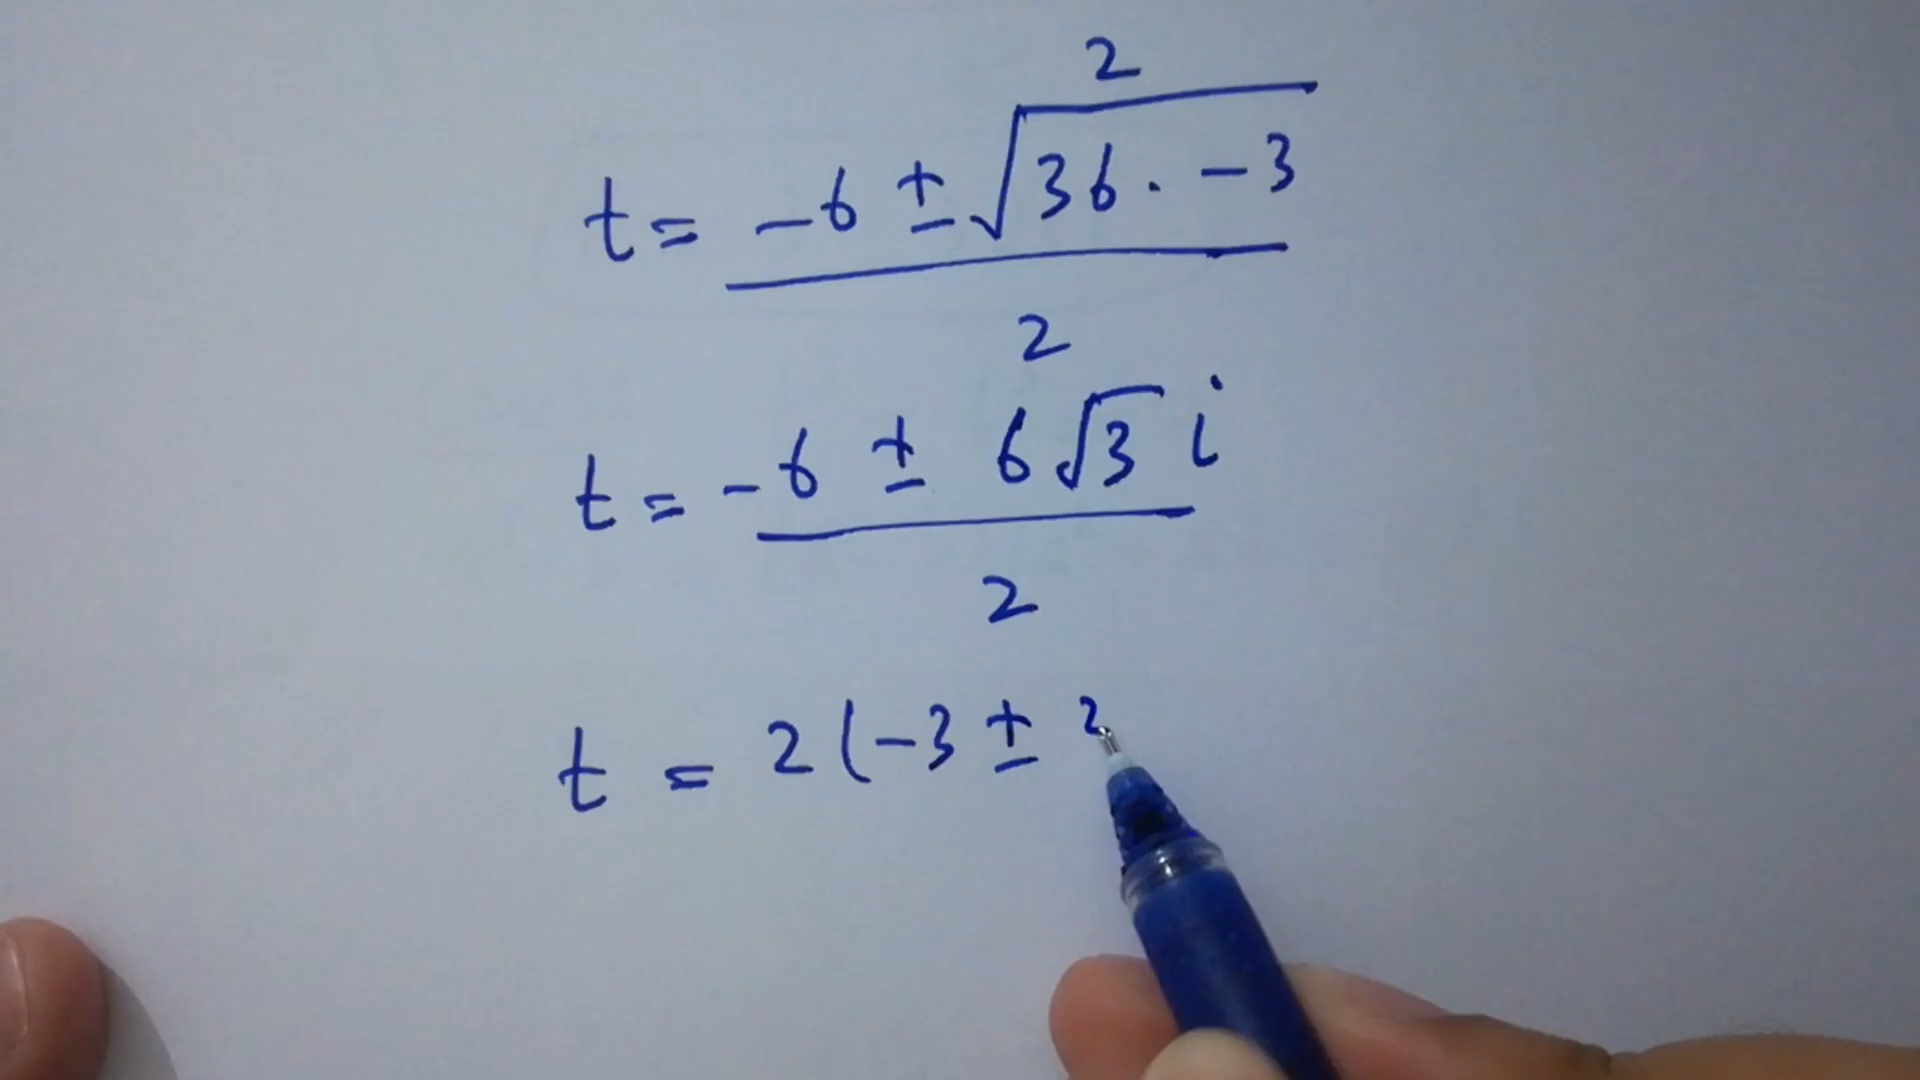 2
t = -6 ± √36 · -3
2
t = -6 ± 6√3 i
2
t = 2 (-3 ±